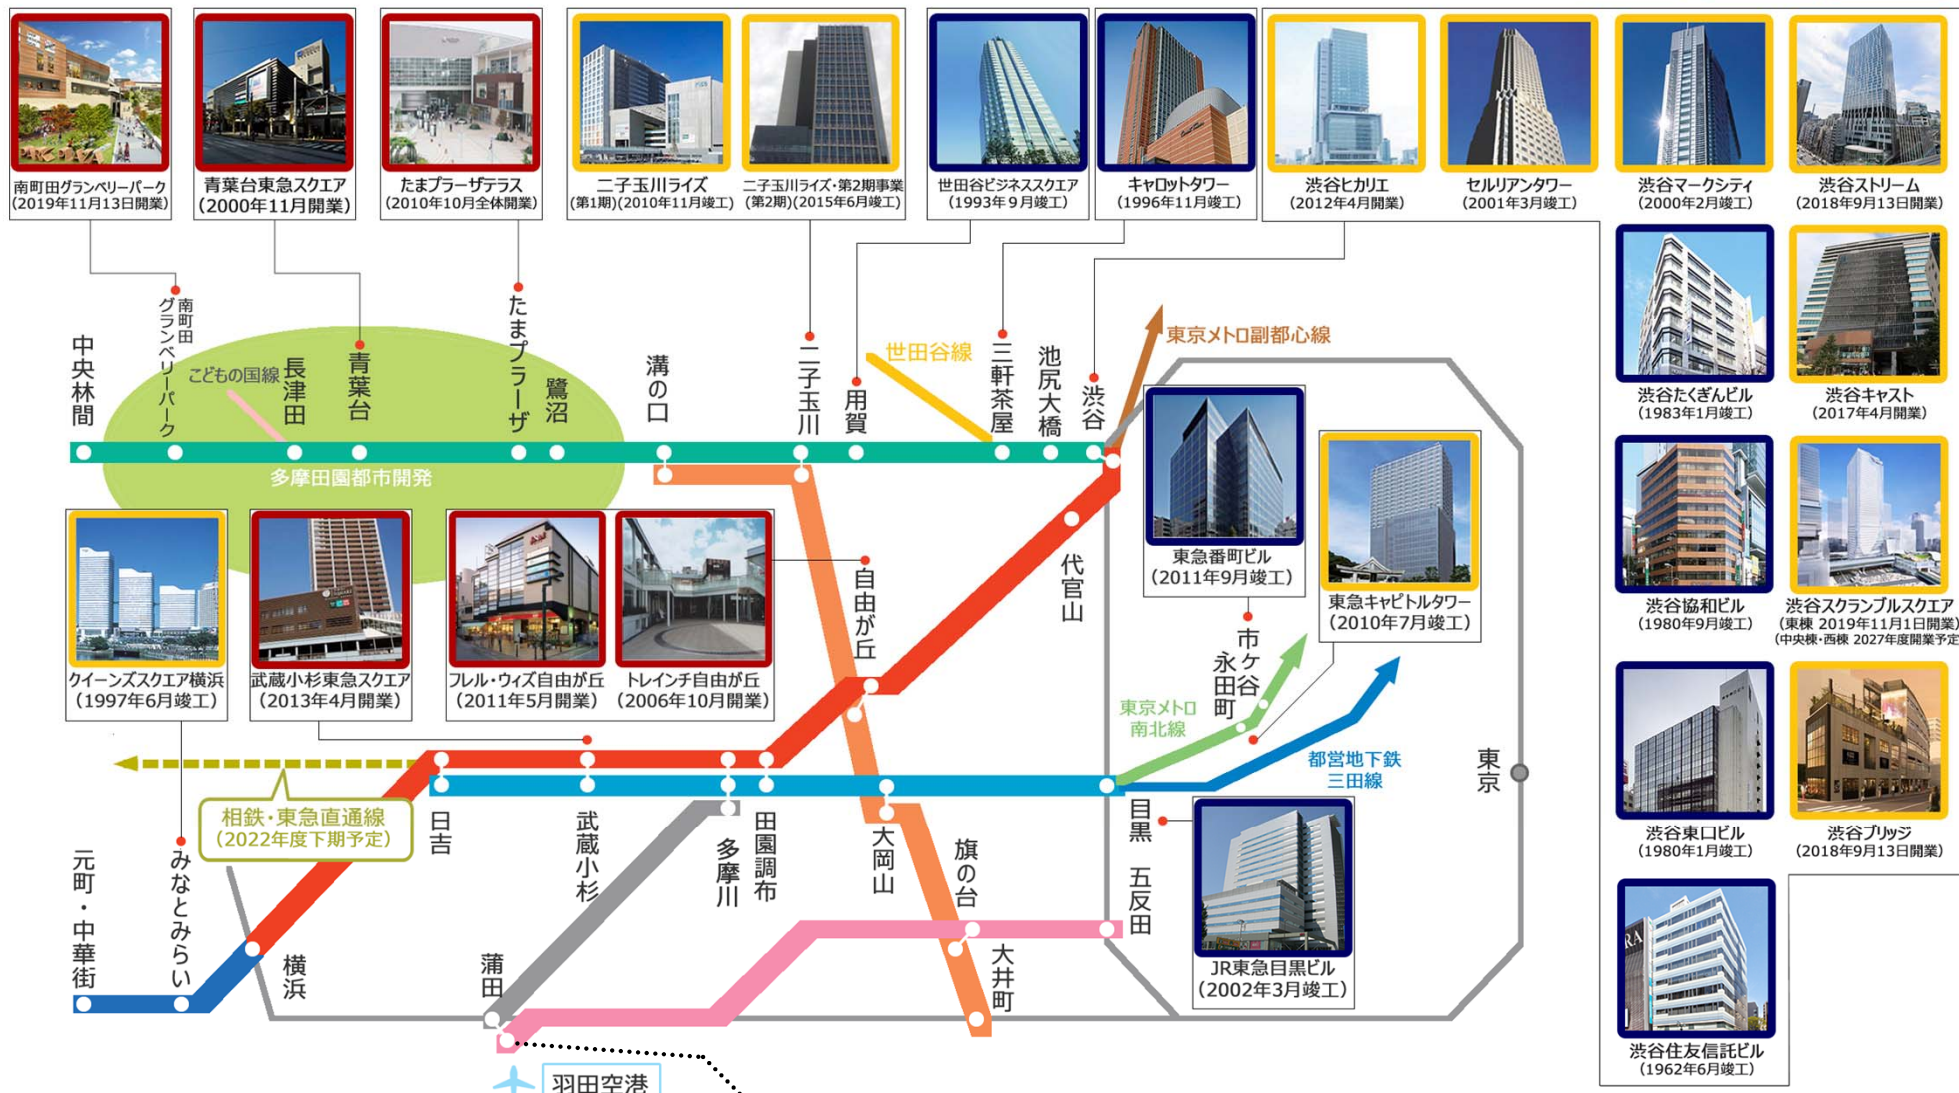 南町田グランベリーパーク
(2019年11月13日開業)
青葉台東急スクエア
(2000年11月開業)
たまプラーザテラス
(2010年10月全体開業)
二子玉川ライズ
(第1期)(2010年11月竣工)
二子玉川ライズ・第2期事業
(第2期)(2015年6月竣工)
世田谷ビジネススクエア
(1993年9月竣工)
キャロットタワー
(1996年11月竣工)
渋谷ヒカリエ
(2012年4月開業)
セルリアンタワー
(2001年3月竣工)
渋谷マークシティ
(2000年2月竣工)
渋谷ストリーム
(2018年9月13日開業)
渋谷たくぎんビル
(1983年1月竣工)
渋谷キャスト
(2017年4月開業)
渋谷協和ビル
(1980年9月竣工)
渋谷スクランブルスクエア
(東棟 2019年11月1日開業)
(中央棟・西棟 2027年度開業予定)
渋谷東口ビル
(1980年1月竣工)
渋谷ブリッジ
(2018年9月13日開業)
渋谷住友信託ビル
(1962年6月竣工)
中央林間
南町田
グランベリーパーク
こどもの国線
長津田
青葉台
たまプラーザ
鷺沼
溝の口
二子玉川
用賀
世田谷線
三軒茶屋
池尻大橋
渋谷
東京メトロ副都心線
多摩田園都市開発
クイーンズスクエア横浜
(1997年6月竣工)
武蔵小杉東急スクエア
(2013年4月開業)
フレル・ウィズ自由が丘
(2011年5月開業)
トレインチ自由が丘
(2006年10月開業)
自由が丘
代官山
東急番町ビル
(2011年9月竣工)
東急キャピトルタワー
(2010年7月竣工)
市ヶ谷
永田町
東京メトロ
南北線
都営地下鉄
三田線
東京
相鉄・東急直通線
(2022年度下期予定)
元町・中華街
みなとみらい
横浜
日吉
武蔵小杉
多摩川
田園調布
大岡山
旗の台
大井町
目黒
五反田
JR東急目黒ビル
(2002年3月竣工)
蒲田
羽田空港